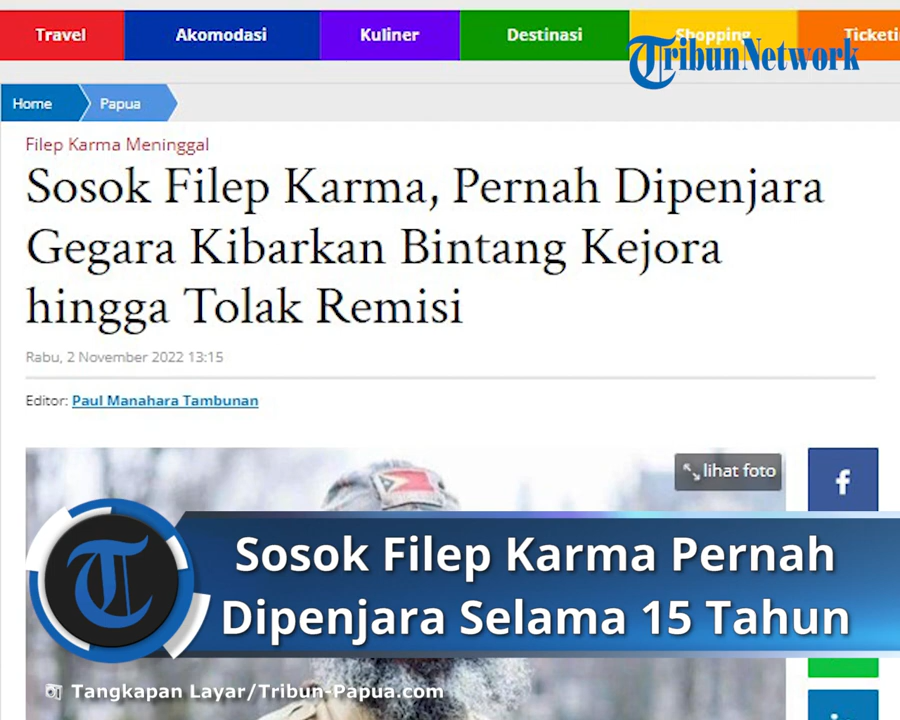 Travel Akomodasi Kuliner Destinasi Shopping Ticketi
TribunNetwork
Home Papua
Filep Karma Meninggal
Sosok Filep Karma, Pernah Dipenjara
Gegara Kibarkan Bintang Kejora
hingga Tolak Remisi
Rabu, 2 November 2022 13:15
Editor: Paul Manahara Tambunan
lihat foto
f
Sosok Filep Karma Pernah
Dipenjara Selama 15 Tahun
T
Tangkapan Layar/Tribun-Papua.com